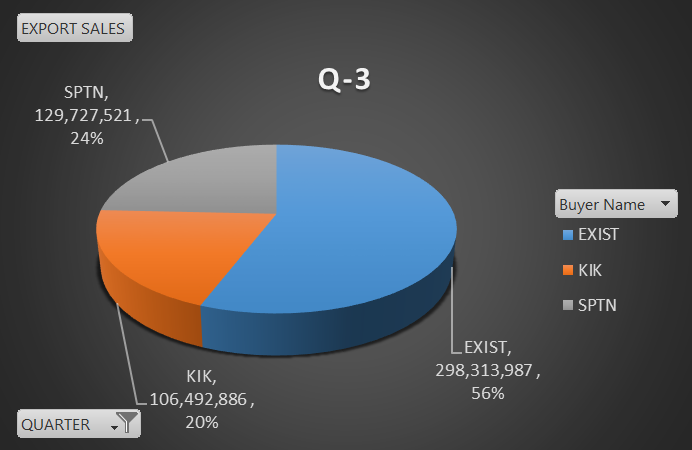 EXPORT SALES
Q-3
SPTN,
129,727,521 ,
24%
Buyer Name
EXIST
KIK
SPTN
EXIST,
298,313,987 ,
56%
KIK,
106,492,886 ,
20%
QUARTER